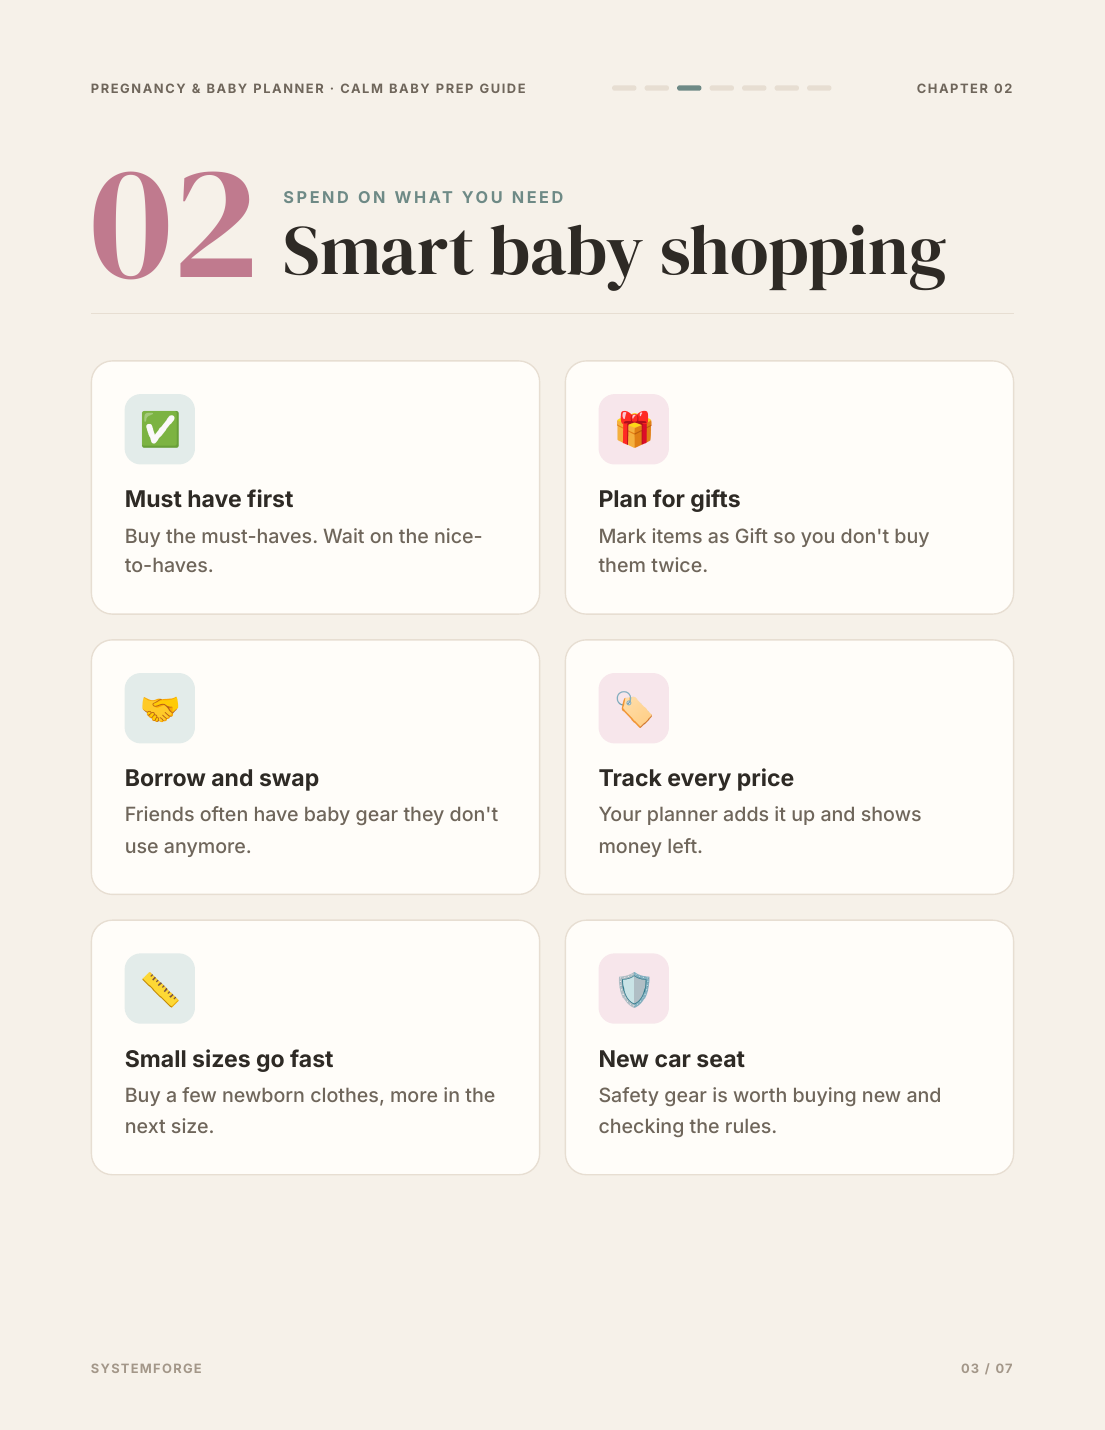 PREGNANCY & BABY PLANNER · CALM BABY PREP GUIDE
CHAPTER 02
02
SPEND ON WHAT YOU NEED
Smart baby shopping
Must have first
Buy the must-haves. Wait on the nice-
to-haves.
Plan for gifts
Mark items as Gift so you don't buy
them twice.
Borrow and swap
Friends often have baby gear they don't
use anymore.
Track every price
Your planner adds it up and shows
money left.
Small sizes go fast
Buy a few newborn clothes, more in the
next size.
New car seat
Safety gear is worth buying new and
checking the rules.
SYSTEMFORGE
03 / 07